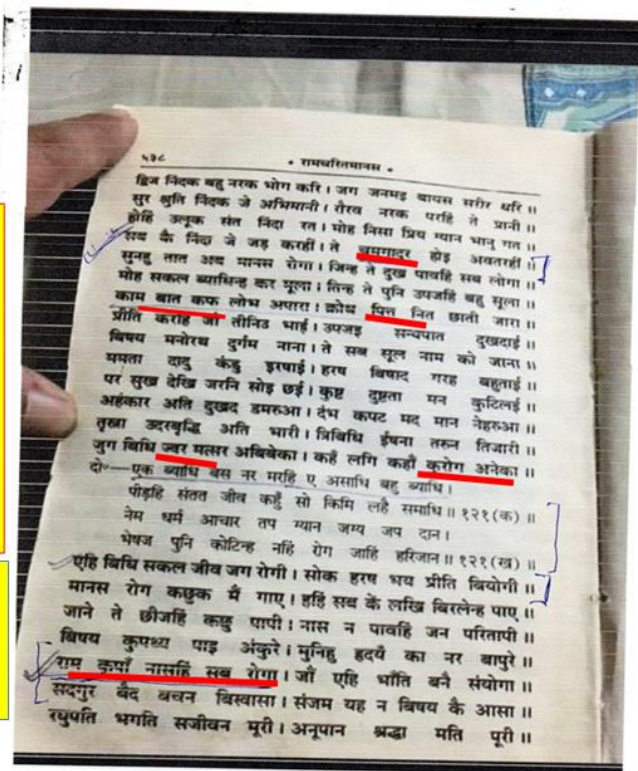 ५३८
* रामचरितमानस *
द्विज निंदक बहु नरक भोग करि । जग जनमइ बायस सरीर धरि ॥
सुर श्रुति निंदक जे अभिमानी । रौरव नरक परहिं ते प्रानी ॥
होहिं उलूक संत निंदा रत । मोह निसा प्रिय ग्यान भानु गत ॥
सब कै निंदा जे जड़ करहीं । ते चमगादुर होइ अवतरहीं ॥
सुनहु तात अब मानस रोगा । जिन्ह ते दुख पावहिं सब लोगा ॥
मोह सकल ब्याधिन्ह कर मूला । तिन्ह ते पुनि उपजहिं बहु सूला ॥
काम बात कफ लोभ अपारा । क्रोध पित्त नित छाती जारा ॥
प्रीति करहिं जौं तीनिउ भाई । उपजइ सन्यपात दुखदाई ॥
बिषय मनोरथ दुर्गम नाना । ते सब सूल नाम को जाना ॥
ममता दादु कंडु इरषाई । हरष बिषाद गरह बहुताई ॥
पर सुख देखि जरनि सोइ छई । कुष्ट दुष्टता मन कुटिलई ॥
अहंकार अति दुखद डमरुआ । दंभ कपट मद मान नेहरुआ ॥
तृस्ना उदरबृद्धि अति भारी । त्रिबिधि ईषना तरुन तिजारी ॥
जुग बिधि ज्वर मत्सर अबिबेका । कहँ लगि कहौं कुरोग अनेका ॥
दो०—एक ब्याधि बस नर मरहिं ए असाधि बहु ब्याधि ।
पीड़हिं संतत जीव कहुँ सो किमि लहै समाधि ॥ १२१(क) ॥
नेम धर्म आचार तप ग्यान जग्य जप दान ।
भेषज पुनि कोटिन्ह नहिं रोग जाहिं हरिजान ॥ १२१(ख) ॥
एहि बिधि सकल जीव जग रोगी । सोक हरष भय प्रीति बियोगी ॥
मानस रोग कछुक मैं गाए । हहिं सब कें लखि बिरलेन्ह पाए ॥
जाने ते छीजहिं कछु पापी । नास न पावहिं जन परितापी ॥
बिषय कुपथ्य पाइ अंकुरे । मुनिहु हृदयँ का नर बापुरे ॥
राम कृपाँ नासहिं सब रोगा । जौं एहि भाँति बनै संयोगा ॥
सदगुर बैद बचन बिस्वासा । संजम यह न बिषय कै आसा ॥
रघुपति भगति सजीवन मूरी । अनूपान श्रद्धा मति पूरी ॥